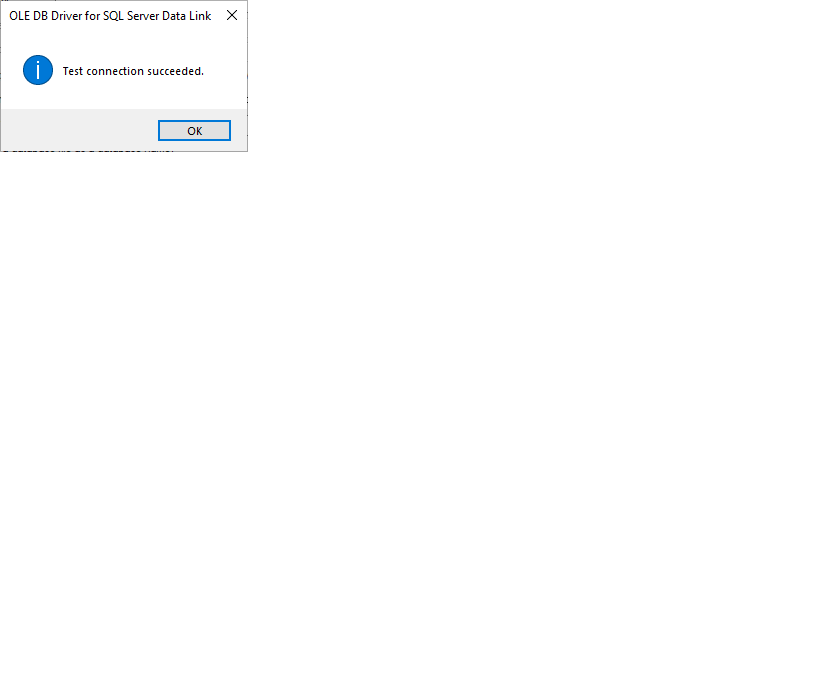 OLE DB Driver for SQL Server Data Link
Test connection succeeded.
OK